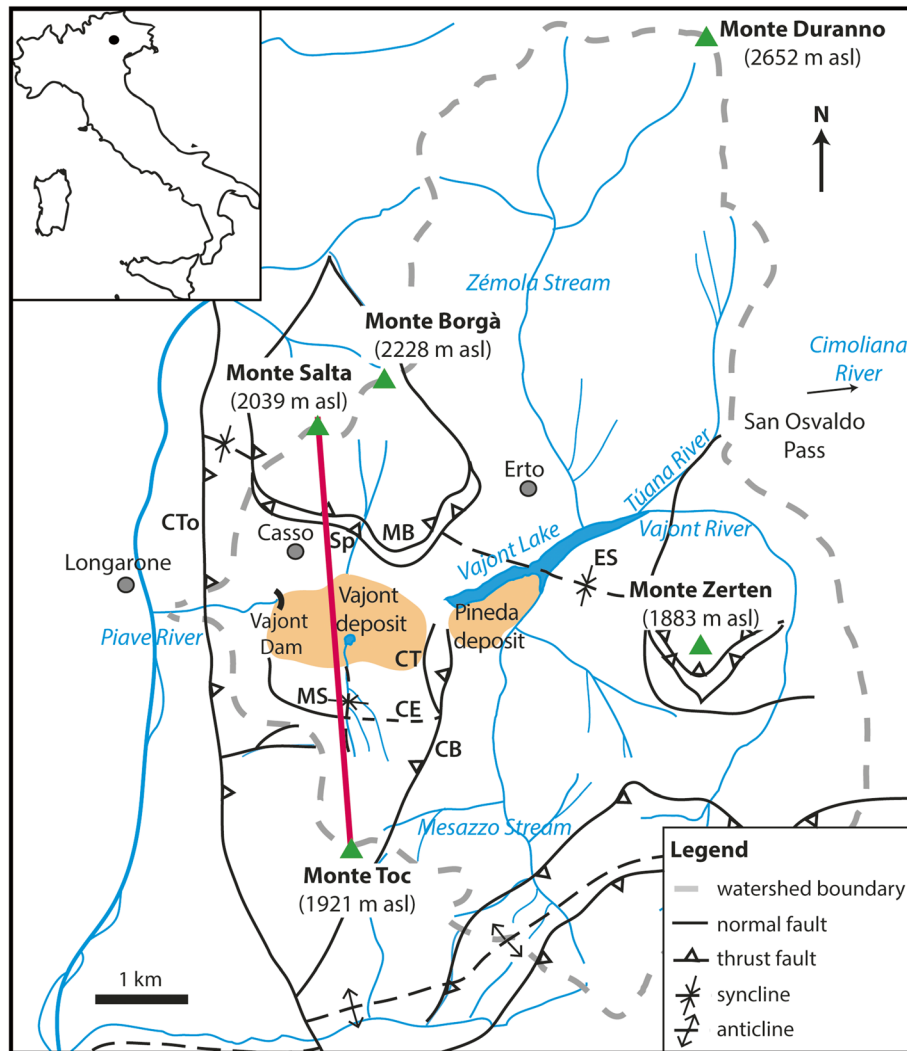 Monte Duranno
(2652 m asl)
N
Zémola Stream
Monte Borgà
(2228 m asl)
Cimoliana
River
Monte Salta
(2039 m asl)
San Osvaldo
Pass
Erto
Túana River
CTo
MB
Sp
Casso
Vajont Lake
Vajont River
ES
Longarone
Monte Zerten
(1883 m asl)
Vajont
Dam
Vajont
deposit
Pineda
deposit
Piave River
CT
MS
CE
CB
Mesazzo Stream
Monte Toc
(1921 m asl)
1 km
Legend
watershed boundary
normal fault
thrust fault
syncline
anticline